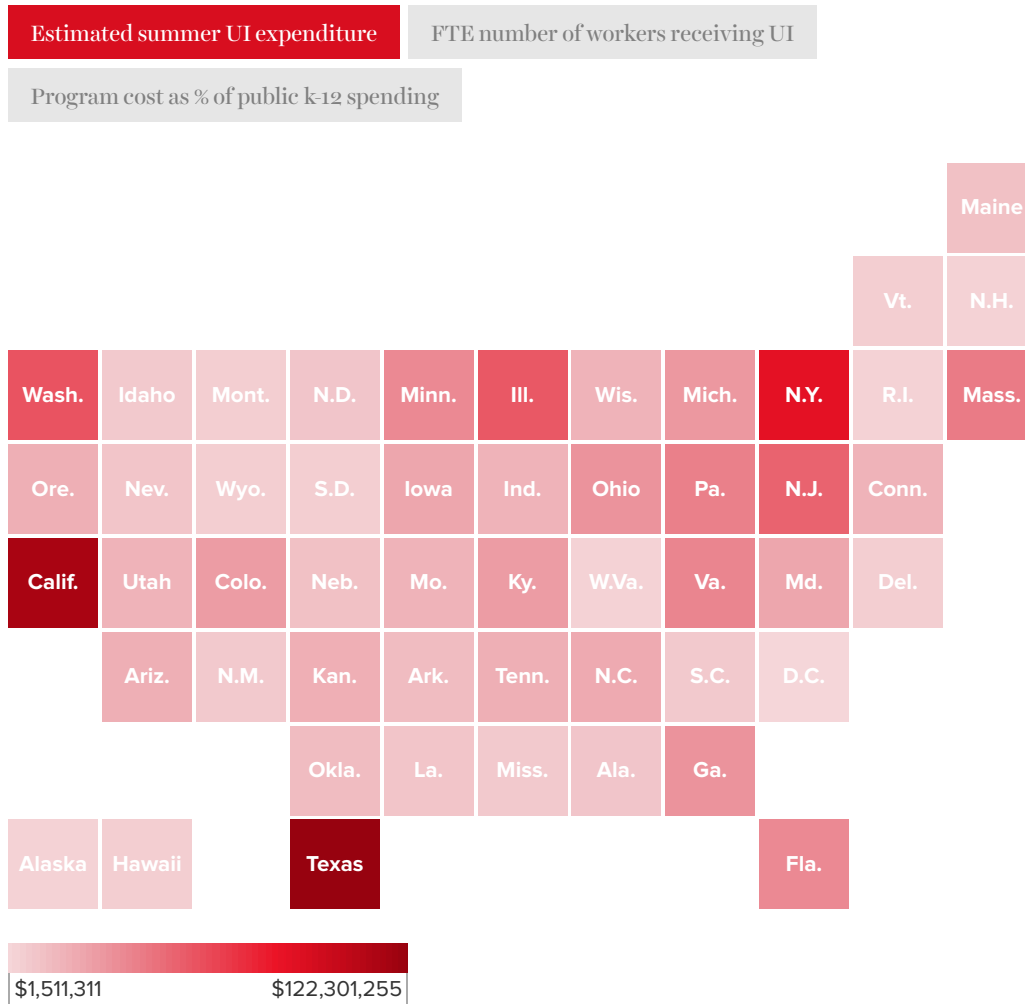 Estimated summer UI expenditure
FTE number of workers receiving UI
Program cost as % of public k-12 spending
Maine
Vt.
N.H.
Wash.
Idaho
Mont.
N.D.
Minn.
Ill.
Wis.
Mich.
N.Y.
R.I.
Mass.
Ore.
Nev.
Wyo.
S.D.
Iowa
Ind.
Ohio
Pa.
N.J.
Conn.
Calif.
Utah
Colo.
Neb.
Mo.
Ky.
W.Va.
Va.
Md.
Del.
Ariz.
N.M.
Kan.
Ark.
Tenn.
N.C.
S.C.
D.C.
Okla.
La.
Miss.
Ala.
Ga.
Alaska
Hawaii
Texas
Fla.
$1,511,311
$122,301,255